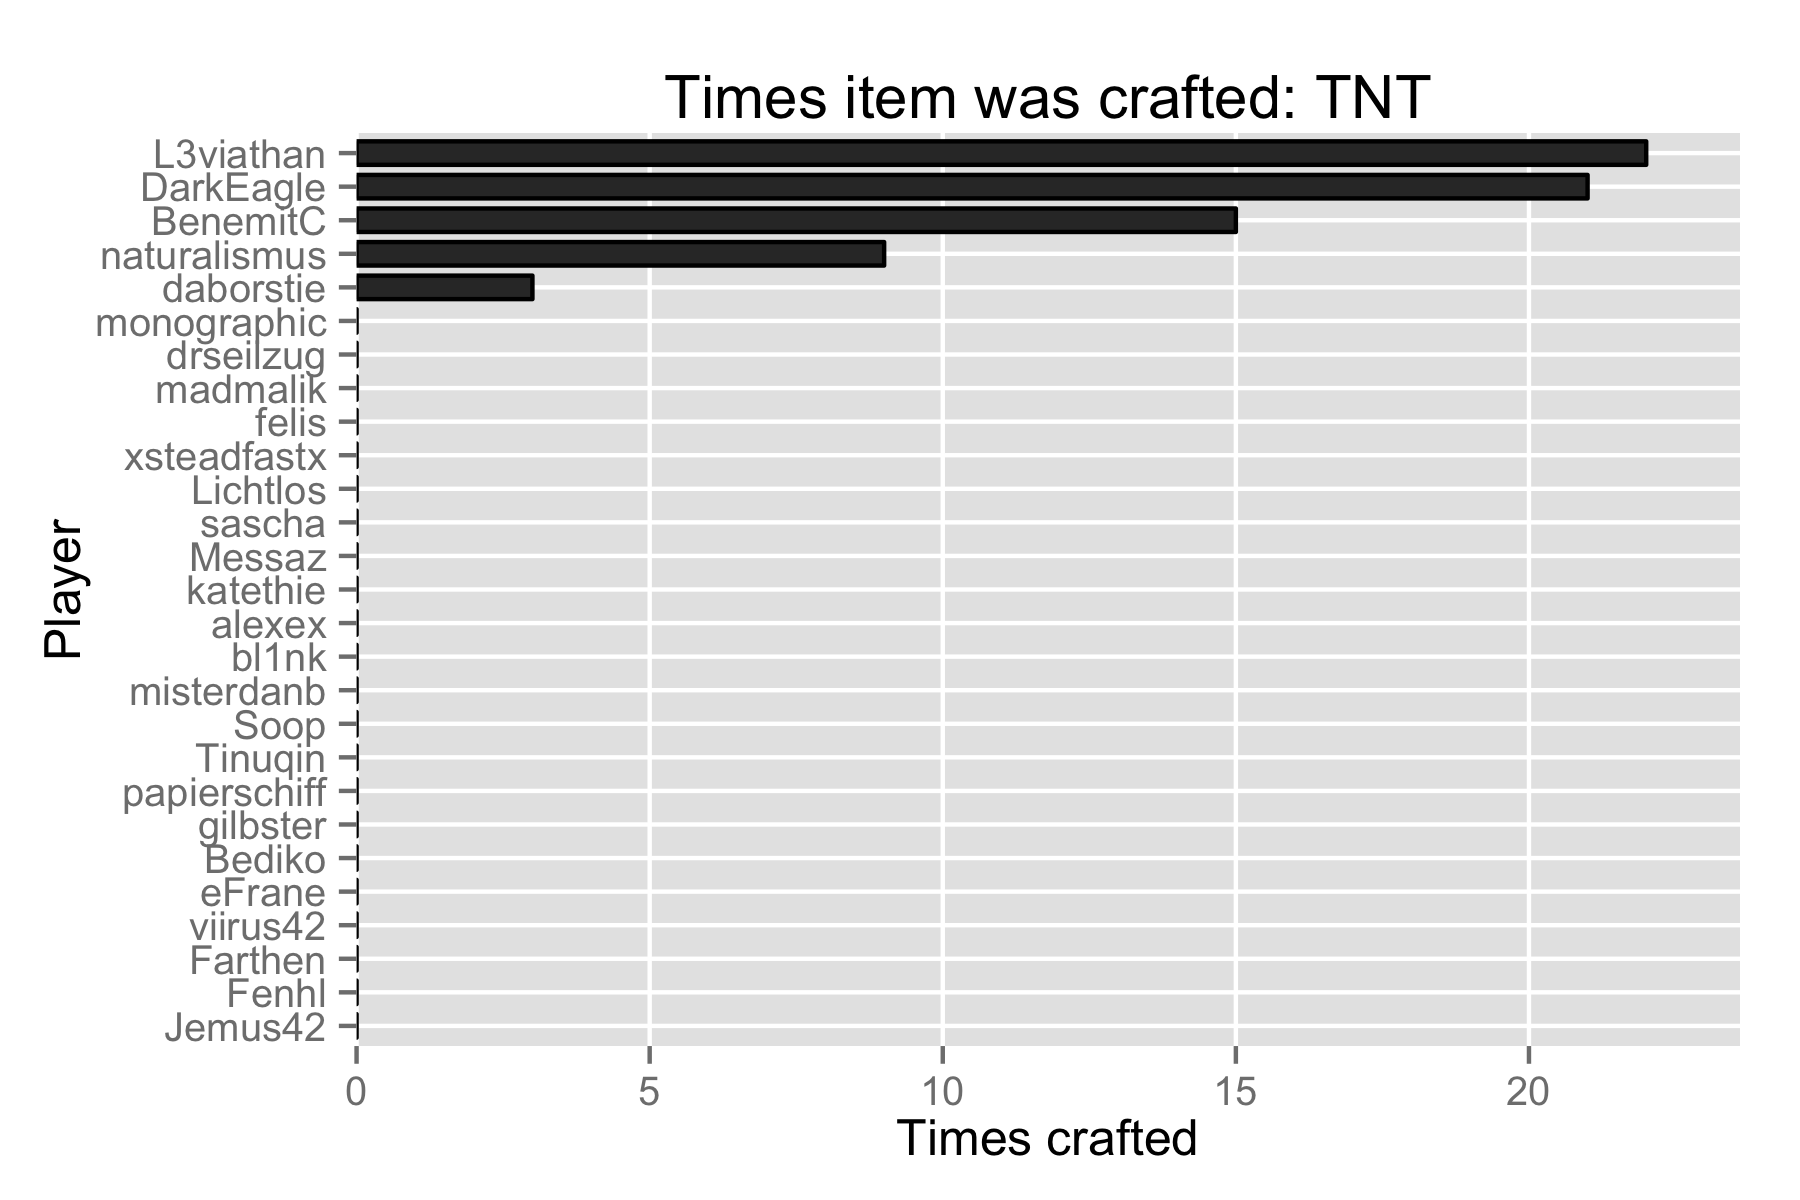 Times item was crafted: TNT
L3viathan
DarkEagle
BenemitC
naturalismus
daborstie
monographic
drseilzug
madmalik
felis
xsteadfastx
Lichtlos
sascha
Messaz
katethie
alexex
bl1nk
misterdanb
Soop
Tinuqin
papierschiff
gilbster
Bediko
eFrane
viirus42
Farthen
Fenhl
Jemus42
Player
0 5 10 15 20
Times crafted